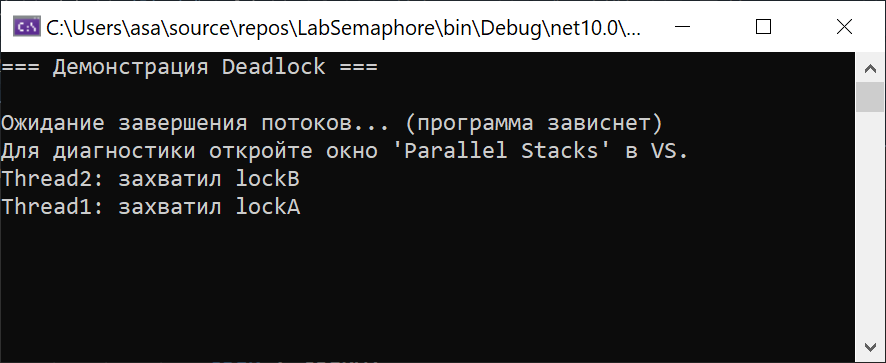 C:\Users\asa\source\repos\LabSemaphore\bin\Debug\net10.0\...
=== Демонстрация Deadlock ===
Ожидание завершения потоков... (программа зависнет)
Для диагностики откройте окно 'Parallel Stacks' в VS.
Thread2: захватил lockB
Thread1: захватил lockA